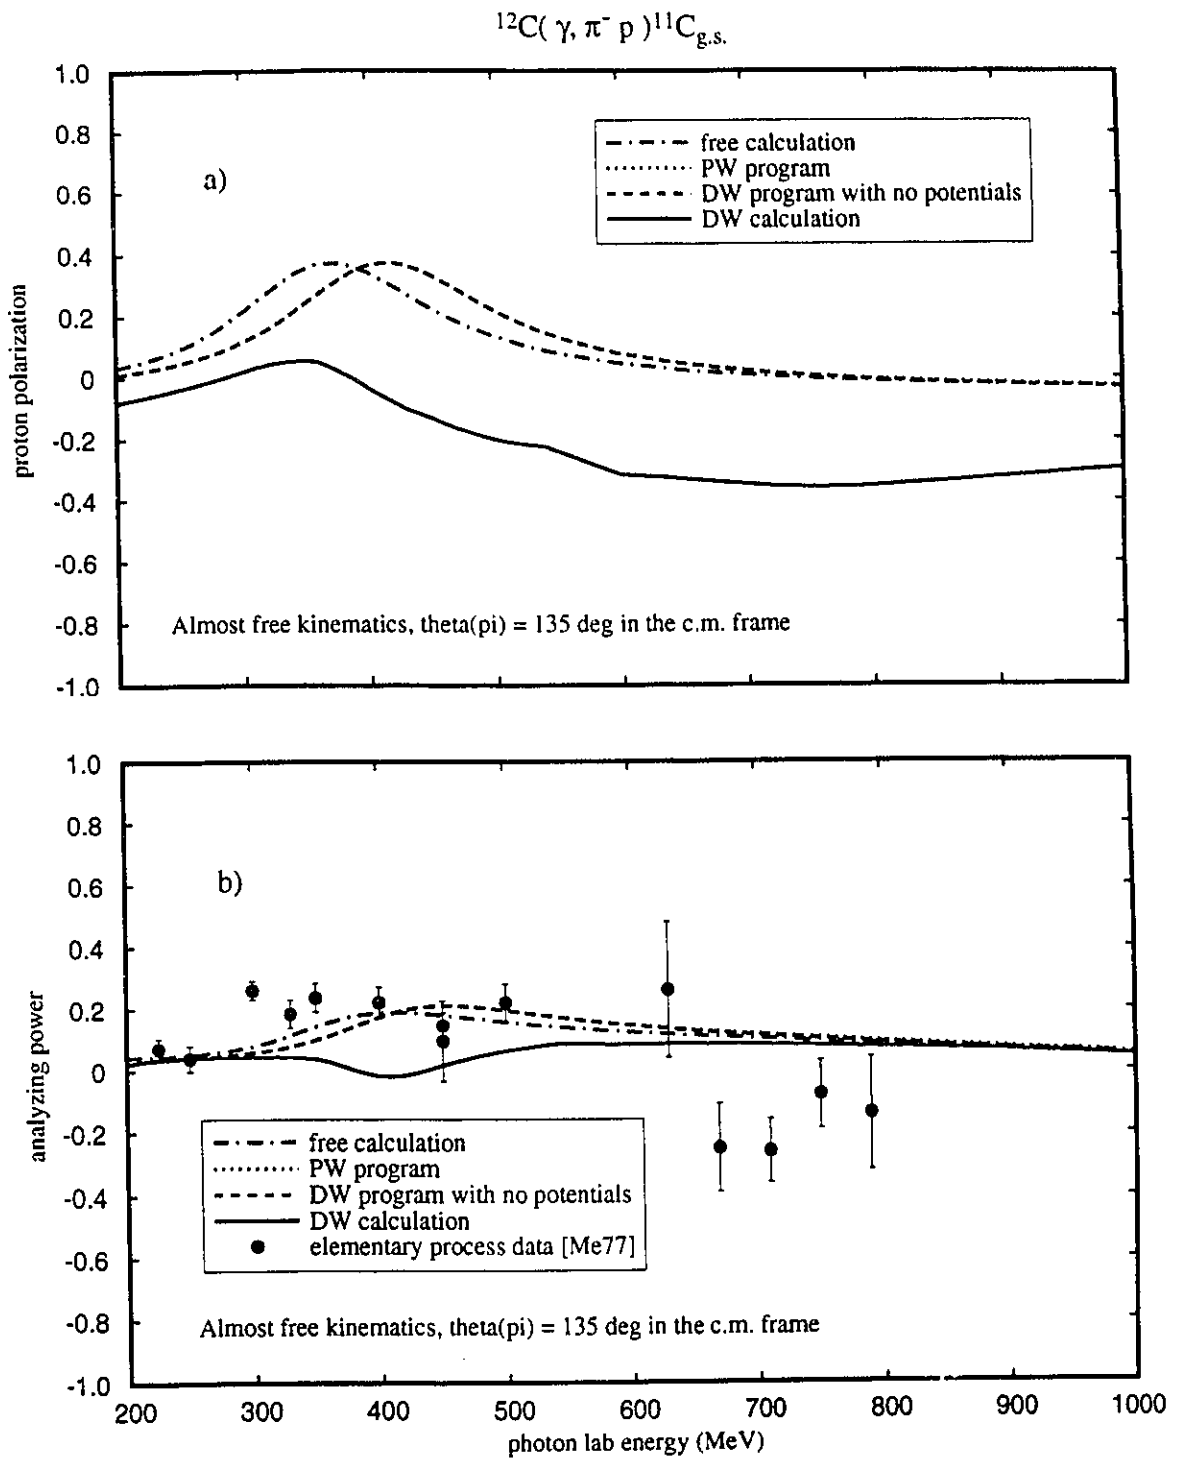 ¹²C( γ, π⁻ p )¹¹C g.s.
1.0
0.8
0.6
0.4
0.2
0
-0.2
-0.4
-0.6
-0.8
-1.0
proton polarization
a)
free calculation
PW program
DW program with no potentials
DW calculation
Almost free kinematics, theta(pi) = 135 deg in the c.m. frame
1.0
0.8
0.6
0.4
0.2
0
-0.2
-0.4
-0.6
-0.8
-1.0
analyzing power
b)
free calculation
PW program
DW program with no potentials
DW calculation
elementary process data [Me77]
Almost free kinematics, theta(pi) = 135 deg in the c.m. frame
200 300 400 500 600 700 800 900 1000
photon lab energy (MeV)